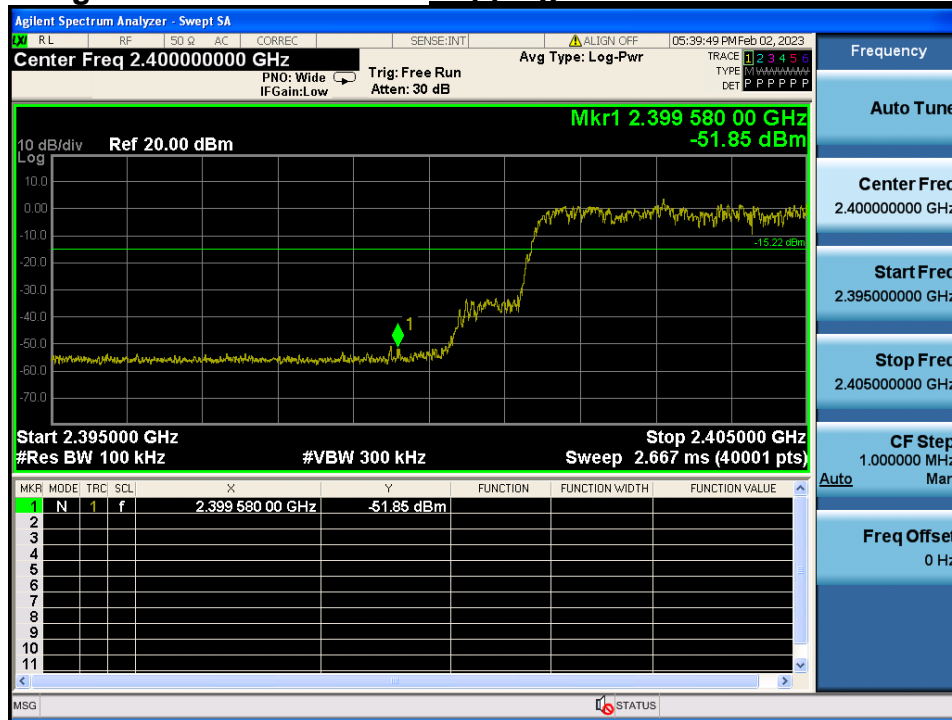 Agilent Spectrum Analyzer - Swept SA
LXI RL RF 50 Ω AC CORREC SENSE:INT ALIGN OFF 05:39:49 PM Feb 02, 2023
Center Freq 2.400000000 GHz
PNO: Wide
IFGain:Low
Trig: Free Run
Atten: 30 dB
Avg Type: Log-Pwr
TRACE 1 2 3 4 5 6
TYPE M WWWWW
DET P P P P P P
Mkr1 2.399 580 00 GHz
-51.85 dBm
10 dB/div Ref 20.00 dBm
Log
10.0
0.00
-10.0
-15.22 dBm
-20.0
-30.0
-40.0
1
-50.0
-60.0
-70.0
Start 2.395000 GHz Stop 2.405000 GHz
#Res BW 100 kHz #VBW 300 kHz Sweep 2.667 ms (40001 pts)
MKR MODE TRC SCL X Y FUNCTION FUNCTION WIDTH FUNCTION VALUE
1 N 1 f 2.399 580 00 GHz -51.85 dBm
2
3
4
5
6
7
8
9
10
11
MSG STATUS
Frequency
Auto Tune
Center Freq
2.400000000 GHz
Start Freq
2.395000000 GHz
Stop Freq
2.405000000 GHz
CF Step
1.000000 MHz
Auto Man
Freq Offset
0 Hz